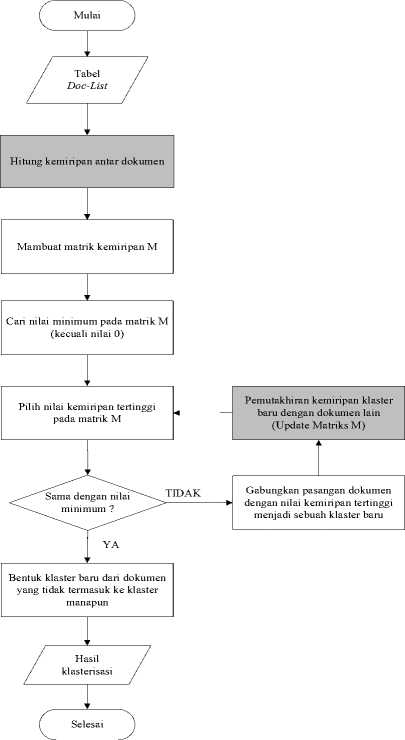 Mulai
Tabel
Doc-List
Hitung kemiripan antar dokumen
Mambuat matrik kemiripan M
Cari nilai minimum pada matrik M
(kecuali nilai 0)
Pilih nilai kemiripan tertinggi
pada matrik M
Pemutakhiran kemiripan klaster
baru dengan dokumen lain
(Update Matriks M)
Sama dengan nilai
minimum ?
TIDAK
Gabungkan pasangan dokumen
dengan nilai kemiripan tertinggi
menjadi sebuah klaster baru
YA
Bentuk klaster baru dari dokumen
yang tidak termasuk ke klaster
manapun
Hasil
klasterisasi
Selesai